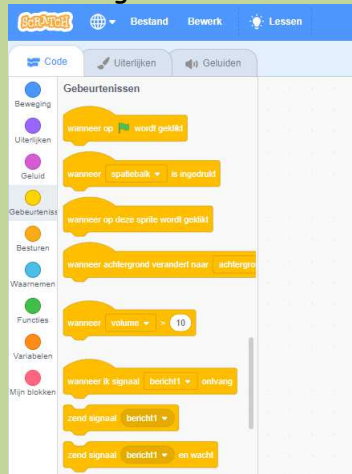 SCRATCH Bestand Bewerk Lessen
Code Uiterlijken Geluiden
Gebeurtenissen
Beweging
wanneer op wordt geklikt
Uiterlijken
Geluid
wanneer spatiebalk is ingedrukt
Gebeurteniss
wanneer op deze sprite wordt geklikt
Besturen
wanneer achtergrond verandert naar achtergro
Waarnemen
Functies
wanneer volume > 10
Variabelen
Mijn blokken
wanneer ik signaal bericht1 ontvang
zend signaal bericht1
zend signaal bericht1 en wacht